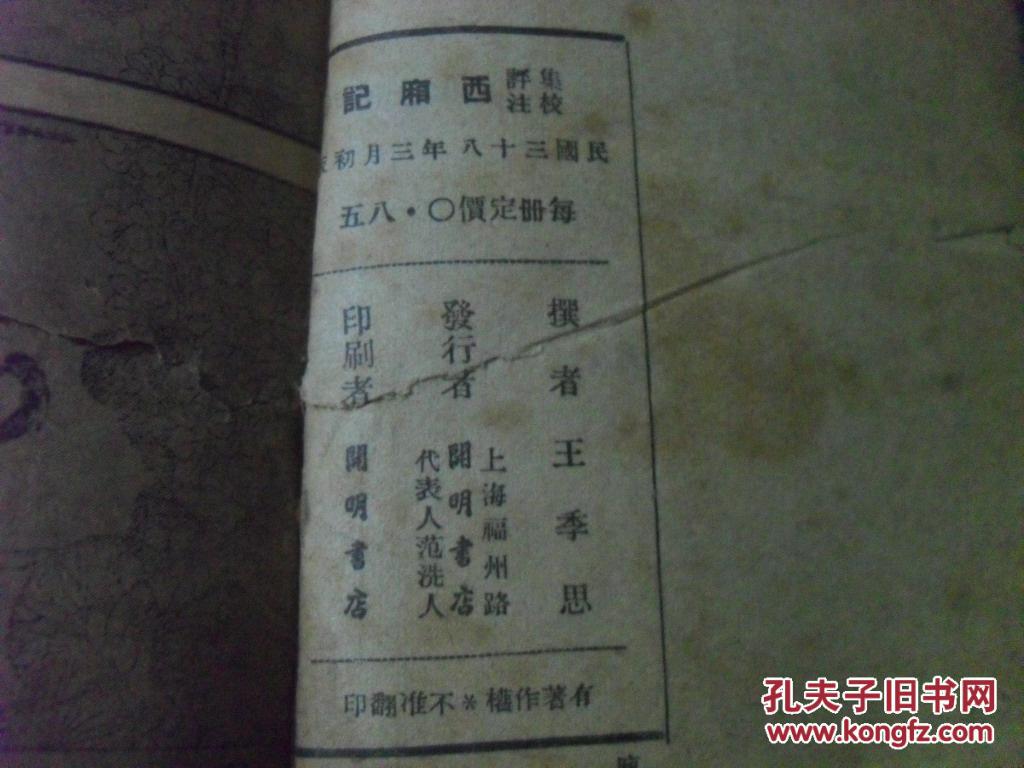 集評校注西廂記
民國三十八年三月初
每冊定價〇·八五
撰者 王季思
發行者
上海福州路
開明書店
代表人范洗人
印刷者 開明書店
有著作權*不准翻印
孔夫子旧书网
www.kongfz.com